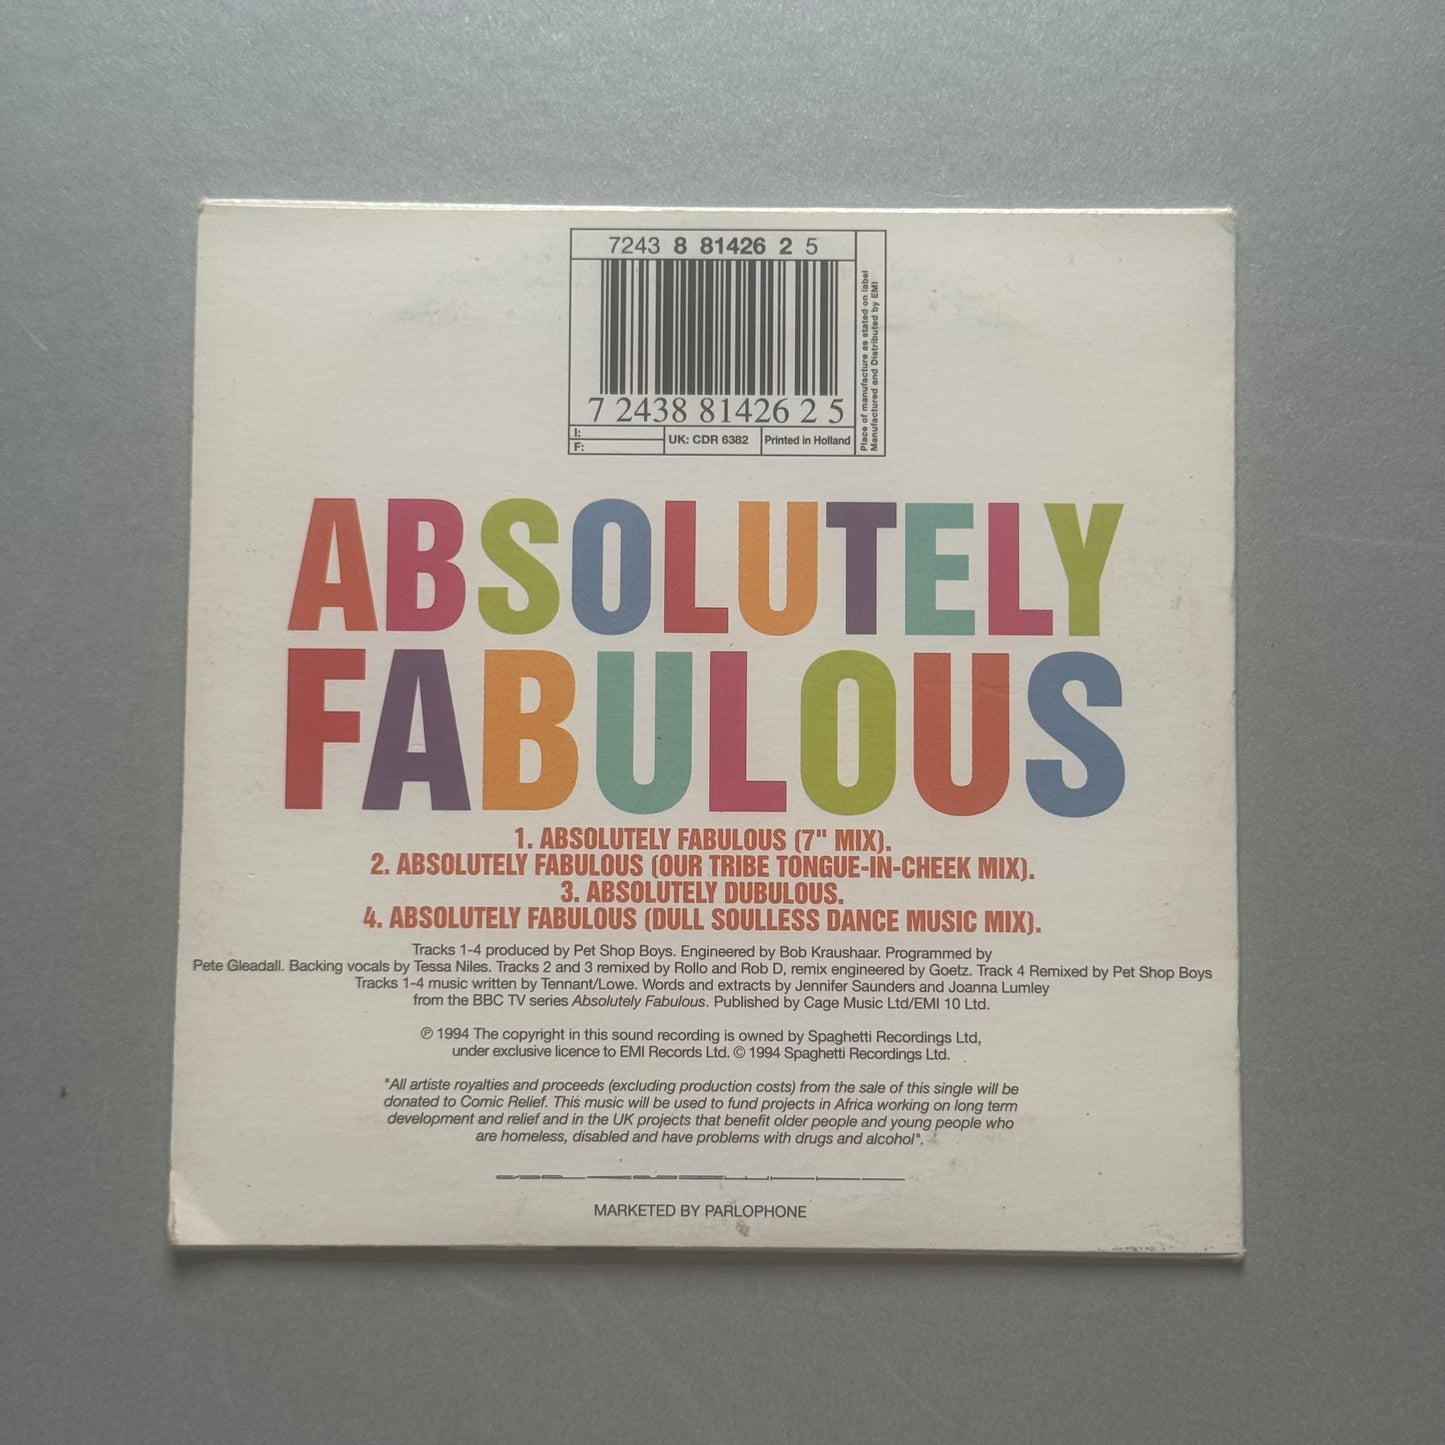 7243 8 81426 2 5
Place of manufacture as stated on label
Manufactured and Distributed by EMI
7 24388 81426 2 5
I:
F:
UK: CDR 6382
Printed in Holland
ABSOLUTELY
FABULOUS
1. ABSOLUTELY FABULOUS (7" MIX).
2. ABSOLUTELY FABULOUS (OUR TRIBE TONGUE-IN-CHEEK MIX).
3. ABSOLUTELY DUBULOUS.
4. ABSOLUTELY FABULOUS (DULL SOULLESS DANCE MUSIC MIX).
Tracks 1-4 produced by Pet Shop Boys. Engineered by Bob Kraushaar. Programmed by
Pete Gleadall. Backing vocals by Tessa Niles. Tracks 2 and 3 remixed by Rollo and Rob D, remix engineered by Goetz. Track 4 Remixed by Pet Shop Boys
Tracks 1-4 music written by Tennant/Lowe. Words and extracts by Jennifer Saunders and Joanna Lumley
from the BBC TV series Absolutely Fabulous. Published by Cage Music Ltd/EMI 10 Ltd.
℗ 1994 The copyright in this sound recording is owned by Spaghetti Recordings Ltd,
under exclusive licence to EMI Records Ltd. © 1994 Spaghetti Recordings Ltd.
"All artiste royalties and proceeds (excluding production costs) from the sale of this single will be
donated to Comic Relief. This music will be used to fund projects in Africa working on long term
development and relief and in the UK projects that benefit older people and young people who
are homeless, disabled and have problems with drugs and alcohol".
MARKETED BY PARLOPHONE